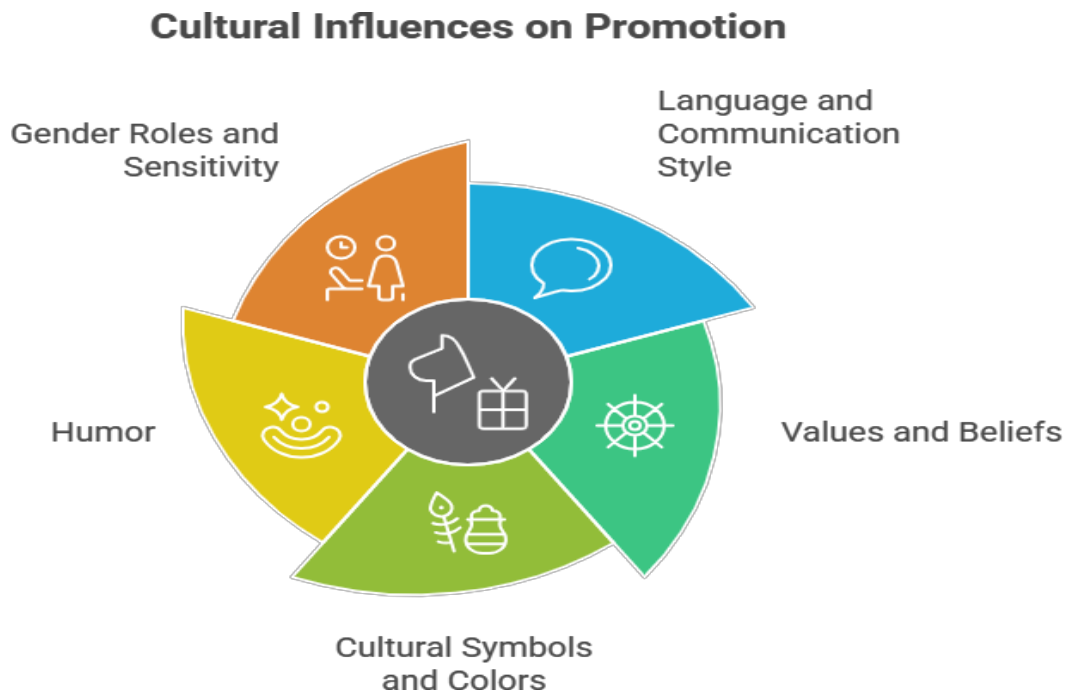 Cultural Influences on Promotion
Gender Roles and
Sensitivity
Language and
Communication
Style
Humor
Values and Beliefs
Cultural Symbols
and Colors